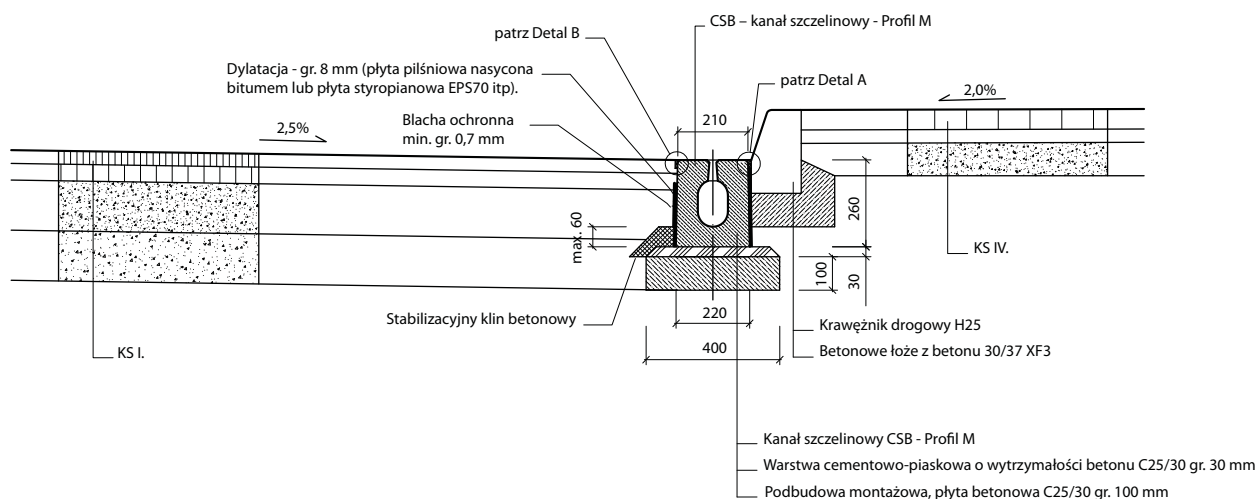 CSB – kanał szczelinowy - Profil M
patrz Detal B
Dylatacja - gr. 8 mm (płyta pilśniowa nasycona
bitumem lub płyta styropianowa EPS70 itp).
patrz Detal A
2,0%
Blacha ochronna
min. gr. 0,7 mm
210
2,5%
max. 60
260
KS IV.
100
30
Stabilizacyjny klin betonowy
220
Krawężnik drogowy H25
400
Betonowe łoże z betonu 30/37 XF3
KS I.
Kanał szczelinowy CSB - Profil M
Warstwa cementowo-piaskowa o wytrzymałości betonu C25/30 gr. 30 mm
Podbudowa montażowa, płyta betonowa C25/30 gr. 100 mm